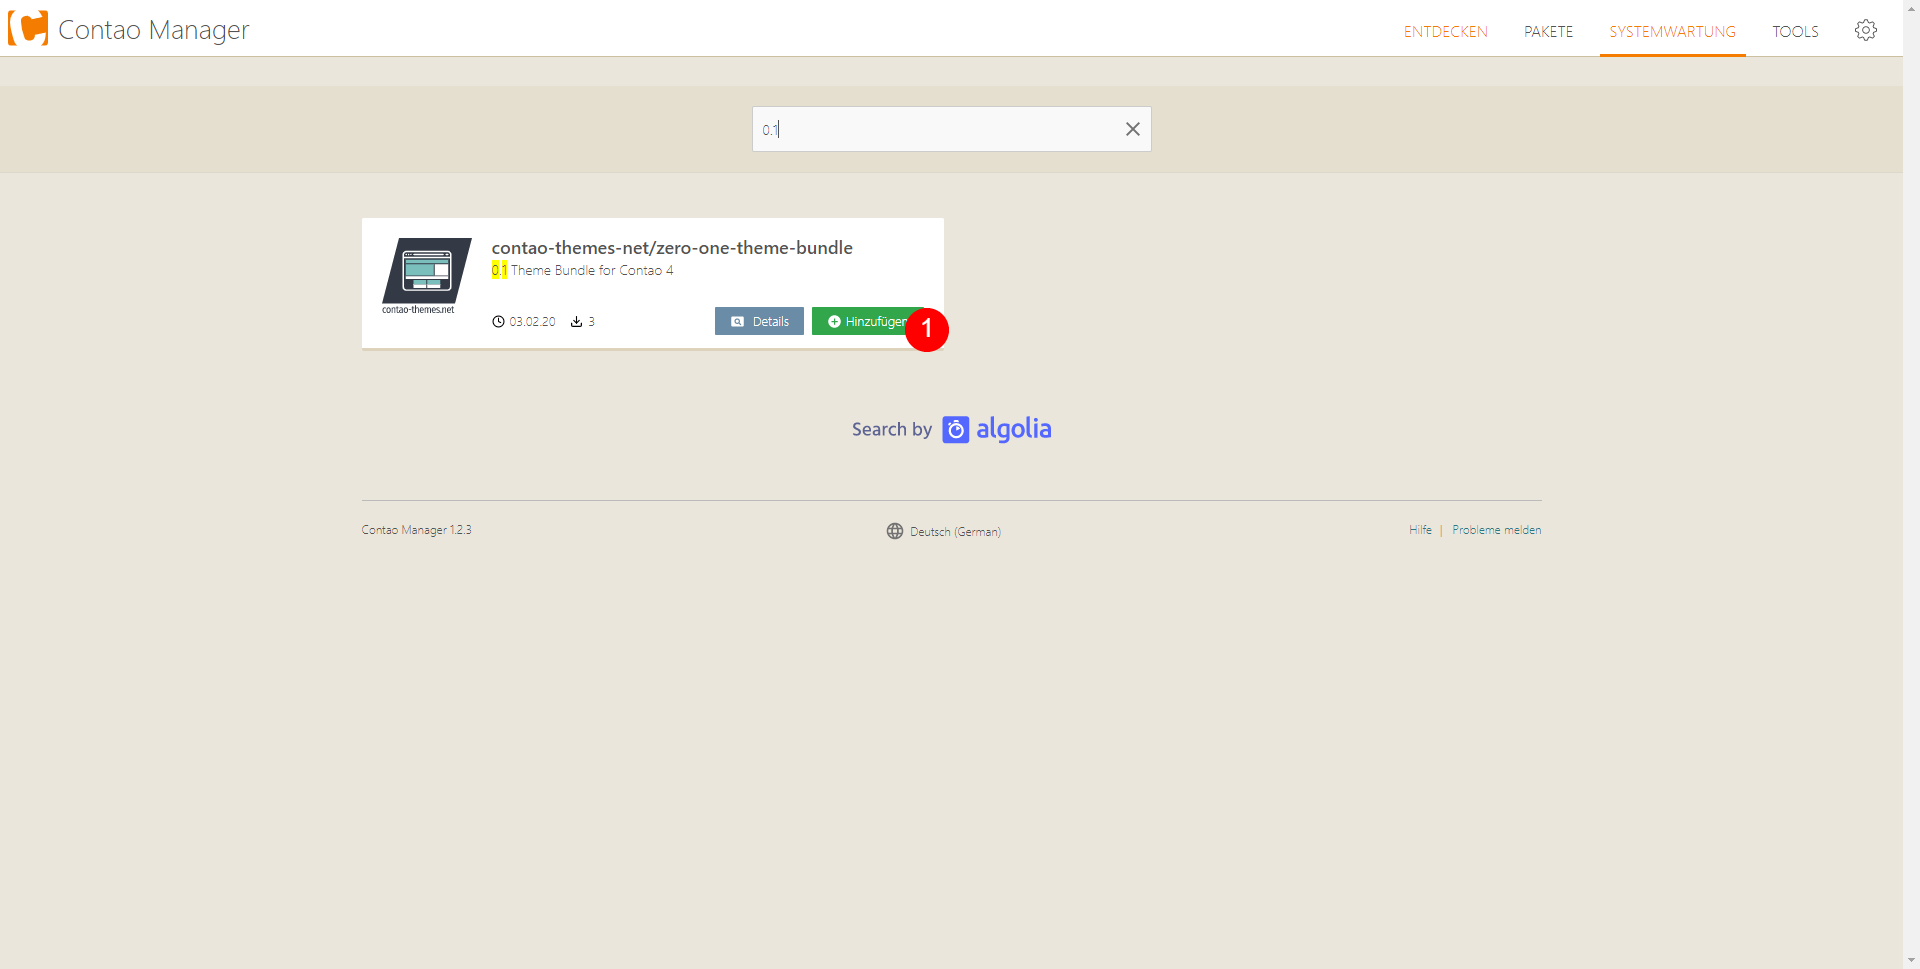 Contao Manager
ENTDECKEN PAKETE SYSTEMWARTUNG TOOLS
0.1
contao-themes-net/zero-one-theme-bundle
0.1 Theme Bundle for Contao 4
contao-themes.net
03.02.20 3 Details Hinzufügen 1
Search by algolia
Contao Manager 1.2.3 Deutsch (German) Hilfe | Probleme melden